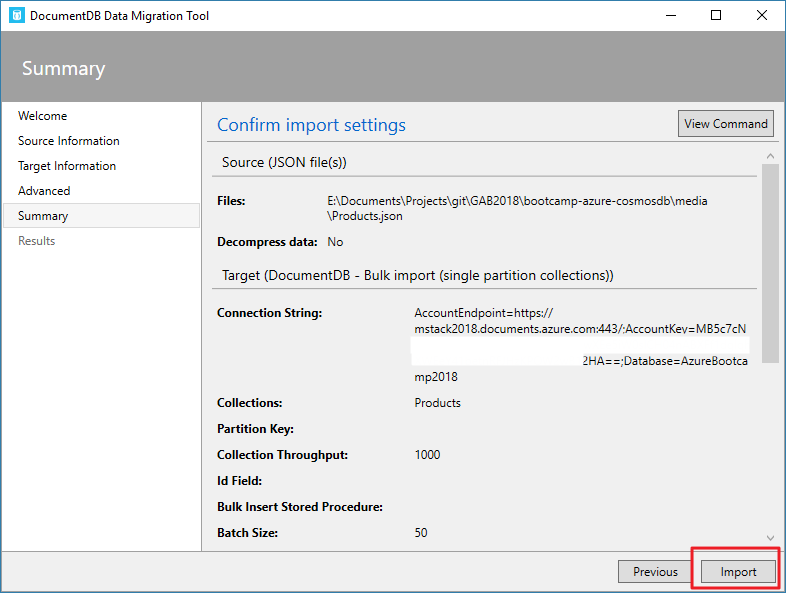 DocumentDB Data Migration Tool
Summary
Welcome
Source Information
Target Information
Advanced
Summary
Results
Confirm import settings
View Command
Source (JSON file(s))
Files: E:\Documents\Projects\git\GAB2018\bootcamp-azure-cosmosdb\media
\Products.json
Decompress data: No
Target (DocumentDB - Bulk import (single partition collections))
Connection String: AccountEndpoint=https://
mstack2018.documents.azure.com:443/;AccountKey=MB5c7cN
2HA==;Database=AzureBootca
mp2018
Collections: Products
Partition Key:
Collection Throughput: 1000
Id Field:
Bulk Insert Stored Procedure:
Batch Size: 50
Previous
Import